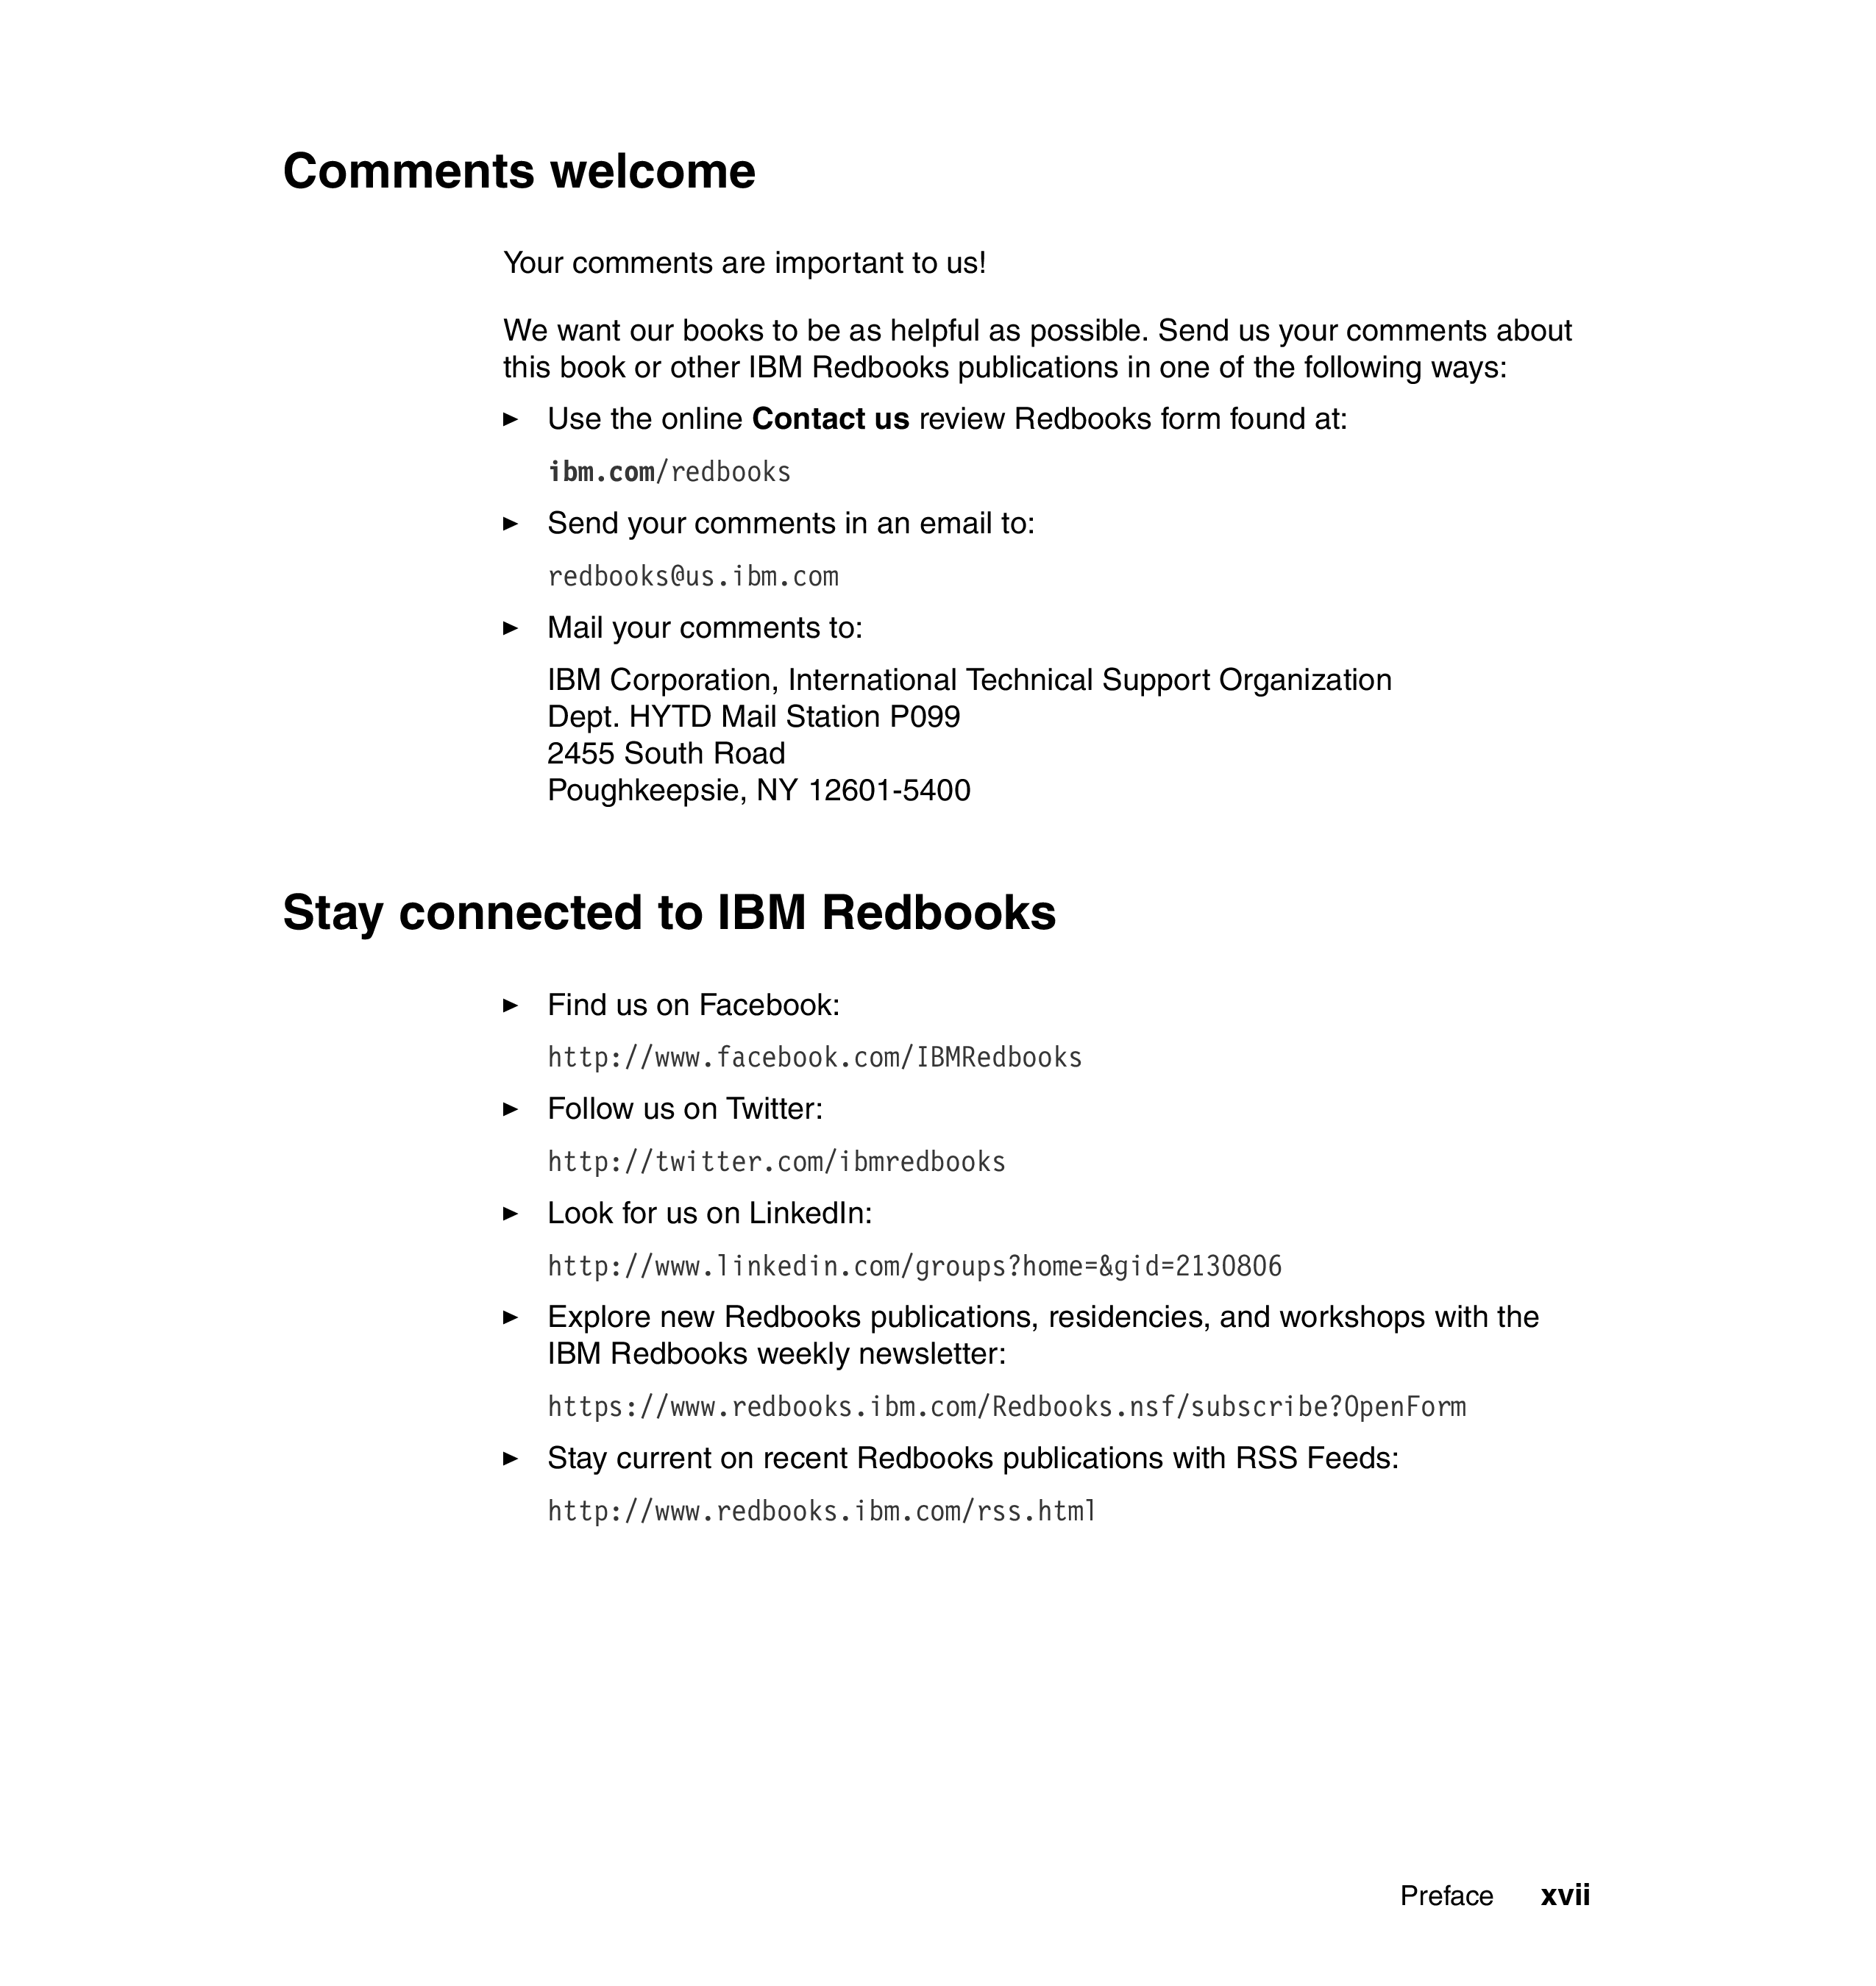 Comments welcome
Your comments are important to us!
We want our books to be as helpful as possible. Send us your comments about
this book or other IBM Redbooks publications in one of the following ways:
► Use the online Contact us review Redbooks form found at:
ibm.com/redbooks
► Send your comments in an email to:
redbooks@us.ibm.com
► Mail your comments to:
IBM Corporation, International Technical Support Organization
Dept. HYTD Mail Station P099
2455 South Road
Poughkeepsie, NY 12601-5400
Stay connected to IBM Redbooks
► Find us on Facebook:
http://www.facebook.com/IBMRedbooks
► Follow us on Twitter:
http://twitter.com/ibmredbooks
► Look for us on LinkedIn:
http://www.linkedin.com/groups?home=&gid=2130806
► Explore new Redbooks publications, residencies, and workshops with the
IBM Redbooks weekly newsletter:
https://www.redbooks.ibm.com/Redbooks.nsf/subscribe?OpenForm
► Stay current on recent Redbooks publications with RSS Feeds:
http://www.redbooks.ibm.com/rss.html
Preface xvii